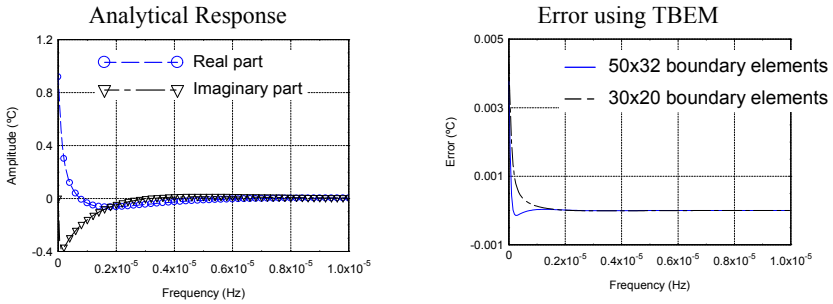 Analytical Response
1.2
0.8
0.4
0
-0.4
Amplitude (ºC)
Real part
Imaginary part
0
0.2x10-5
0.4x10-5
0.6x10-5
0.8x10-5
1.0x10-5
Frequency (Hz)
Error using TBEM
0.005
0.003
0.001
-0.001
Error (ºC)
50x32 boundary elements
30x20 boundary elements
0
0.2x10-5
0.4x10-5
0.6x10-5
0.8x10-5
1.0x10-5
Frequency (Hz)